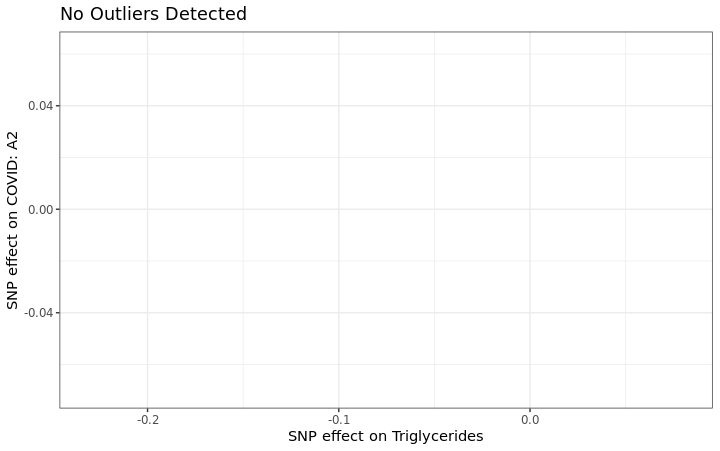 No Outliers Detected
SNP effect on COVID: A2
0.04
0.00
-0.04
-0.2
-0.1
0.0
SNP effect on Triglycerides